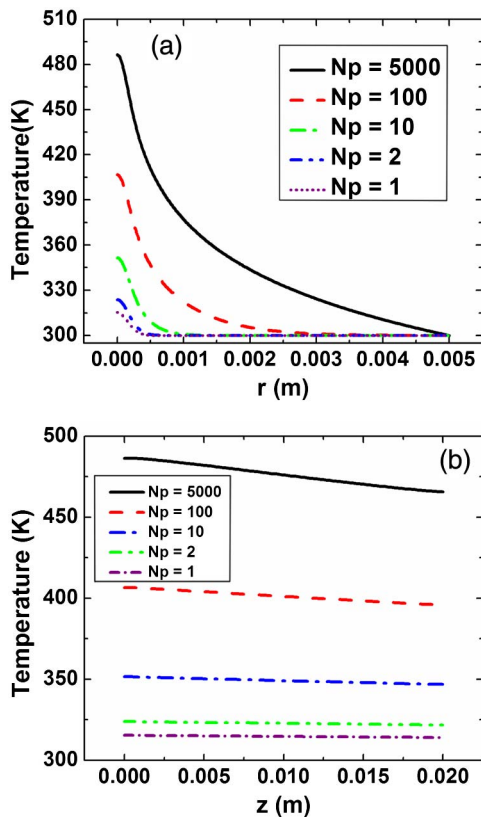 (a)
Np = 5000
Np = 100
Np = 10
Np = 2
Np = 1
Temperature(K)
510
480
450
420
390
360
330
300
0.000 0.001 0.002 0.003 0.004 0.005
r (m)
(b)
Np = 5000
Np = 100
Np = 10
Np = 2
Np = 1
Temperature (K)
500
450
400
350
300
0.000 0.005 0.010 0.015 0.020
z (m)